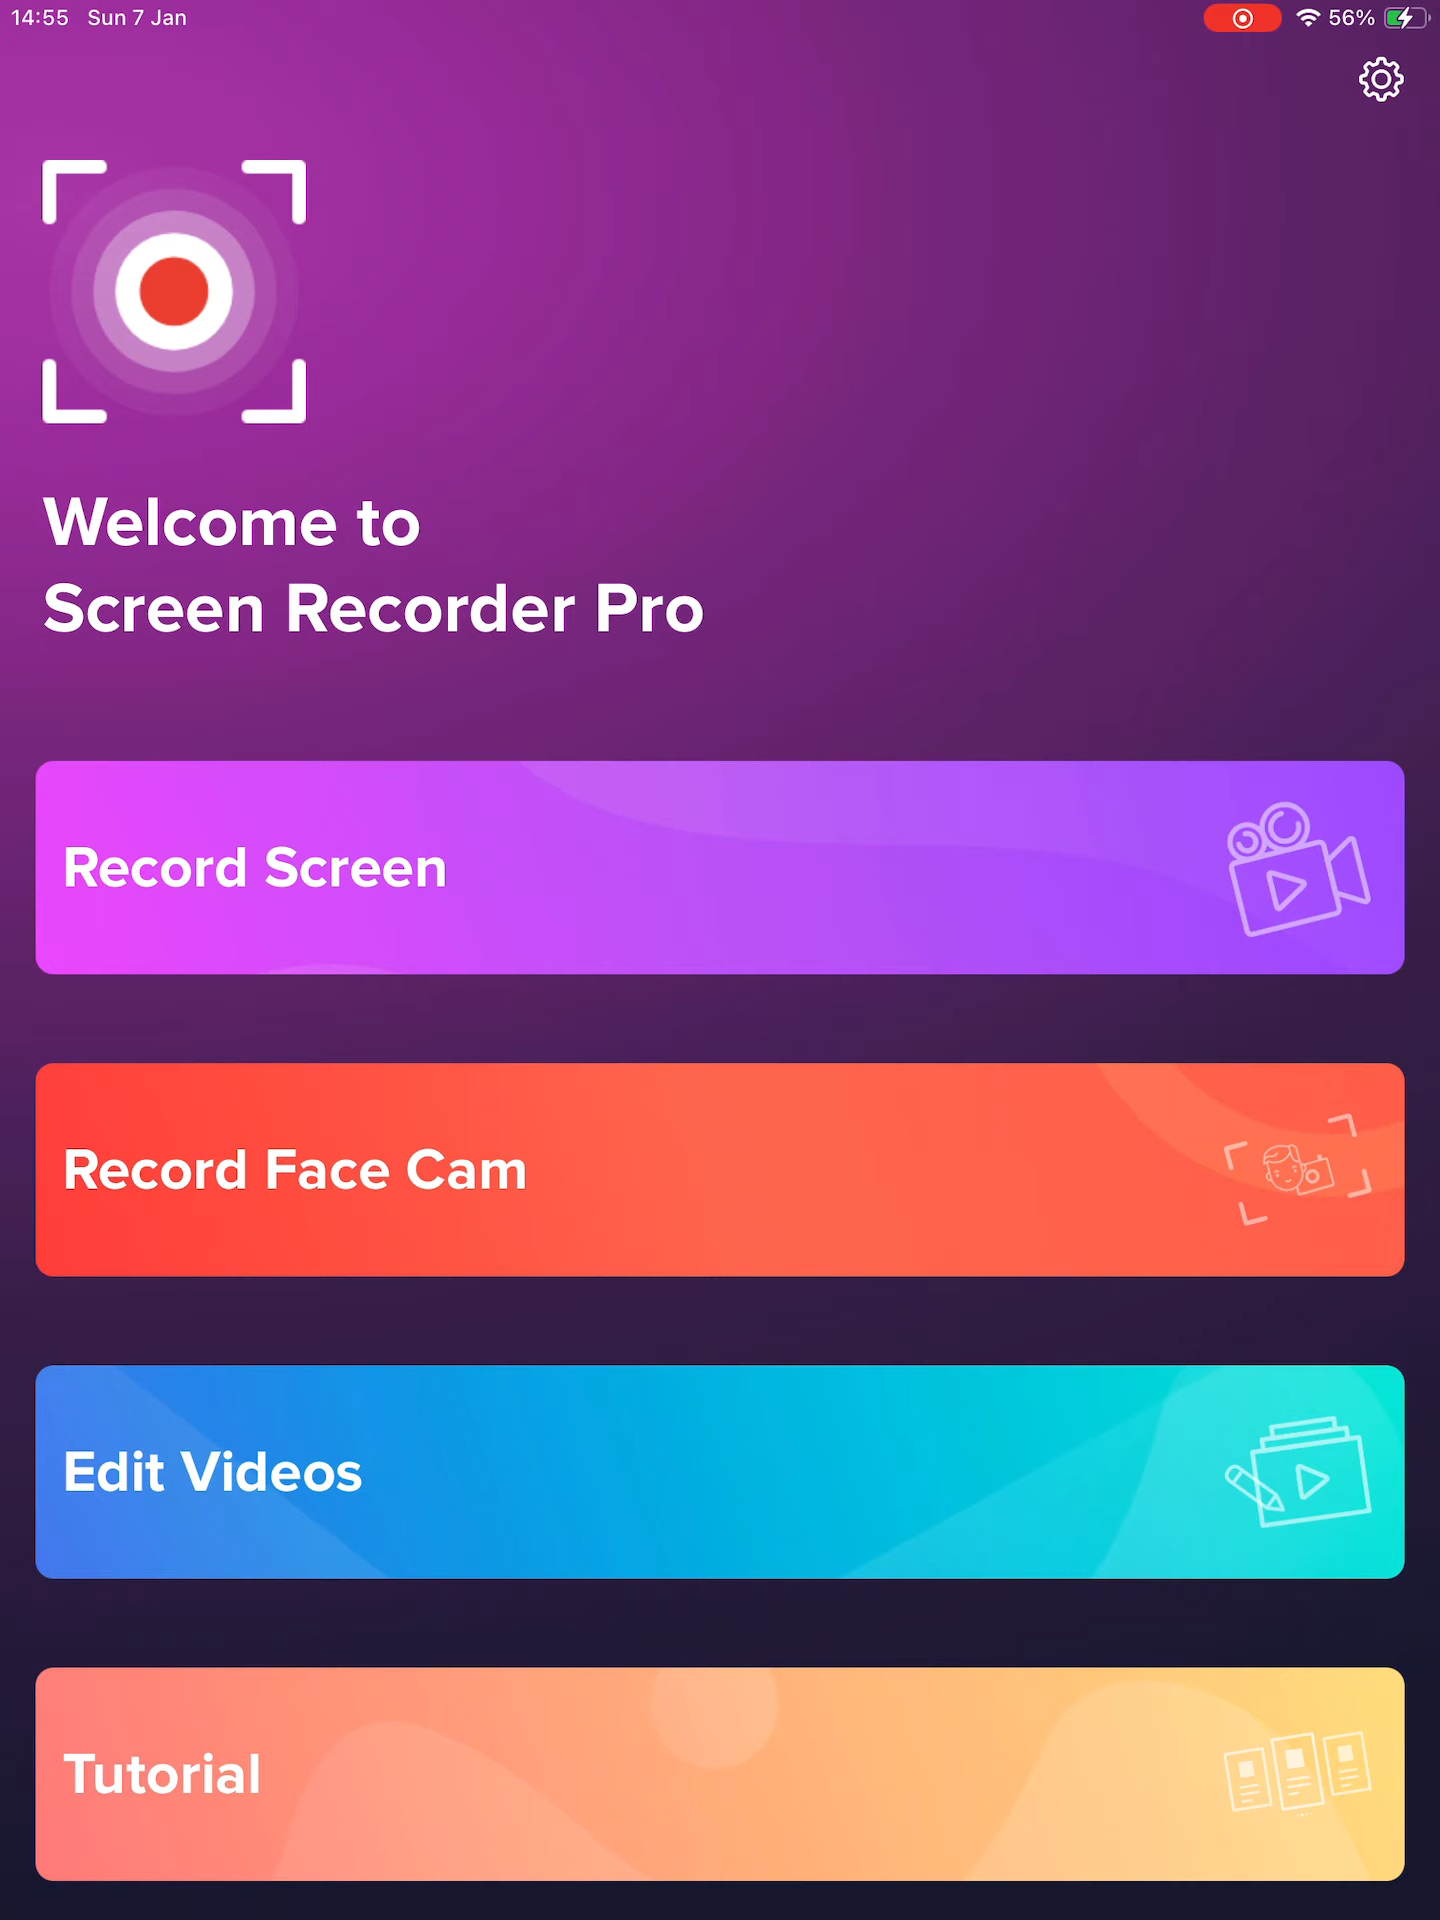 14:55 Sun 7 Jan 56%
Welcome to
Screen Recorder Pro
Record Screen
Record Face Cam
Edit Videos
Tutorial